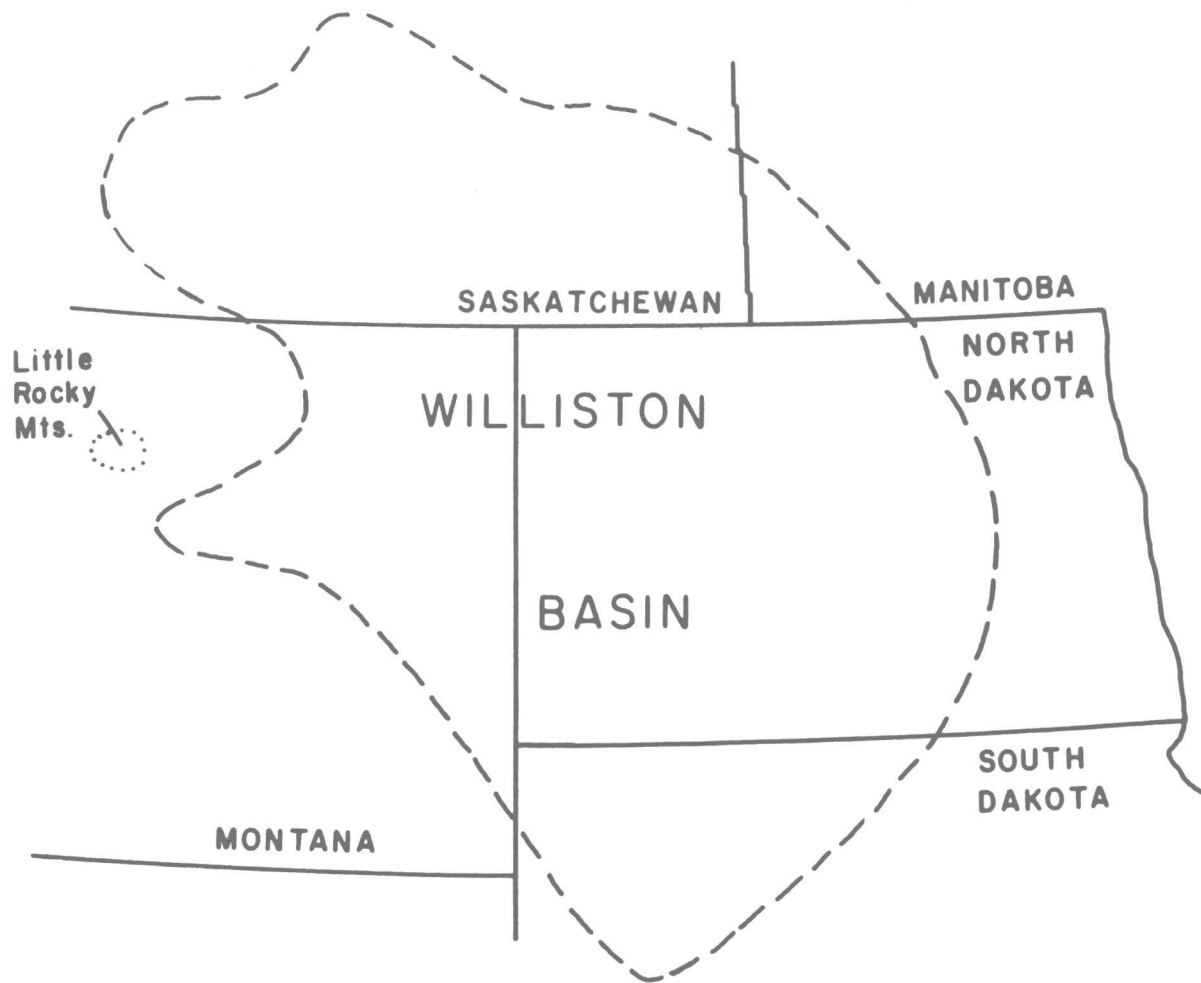 SASKATCHEWAN
MANITOBA
Little
Rocky
Mts.
NORTH
DAKOTA
WILLISTON
BASIN
SOUTH
DAKOTA
MONTANA